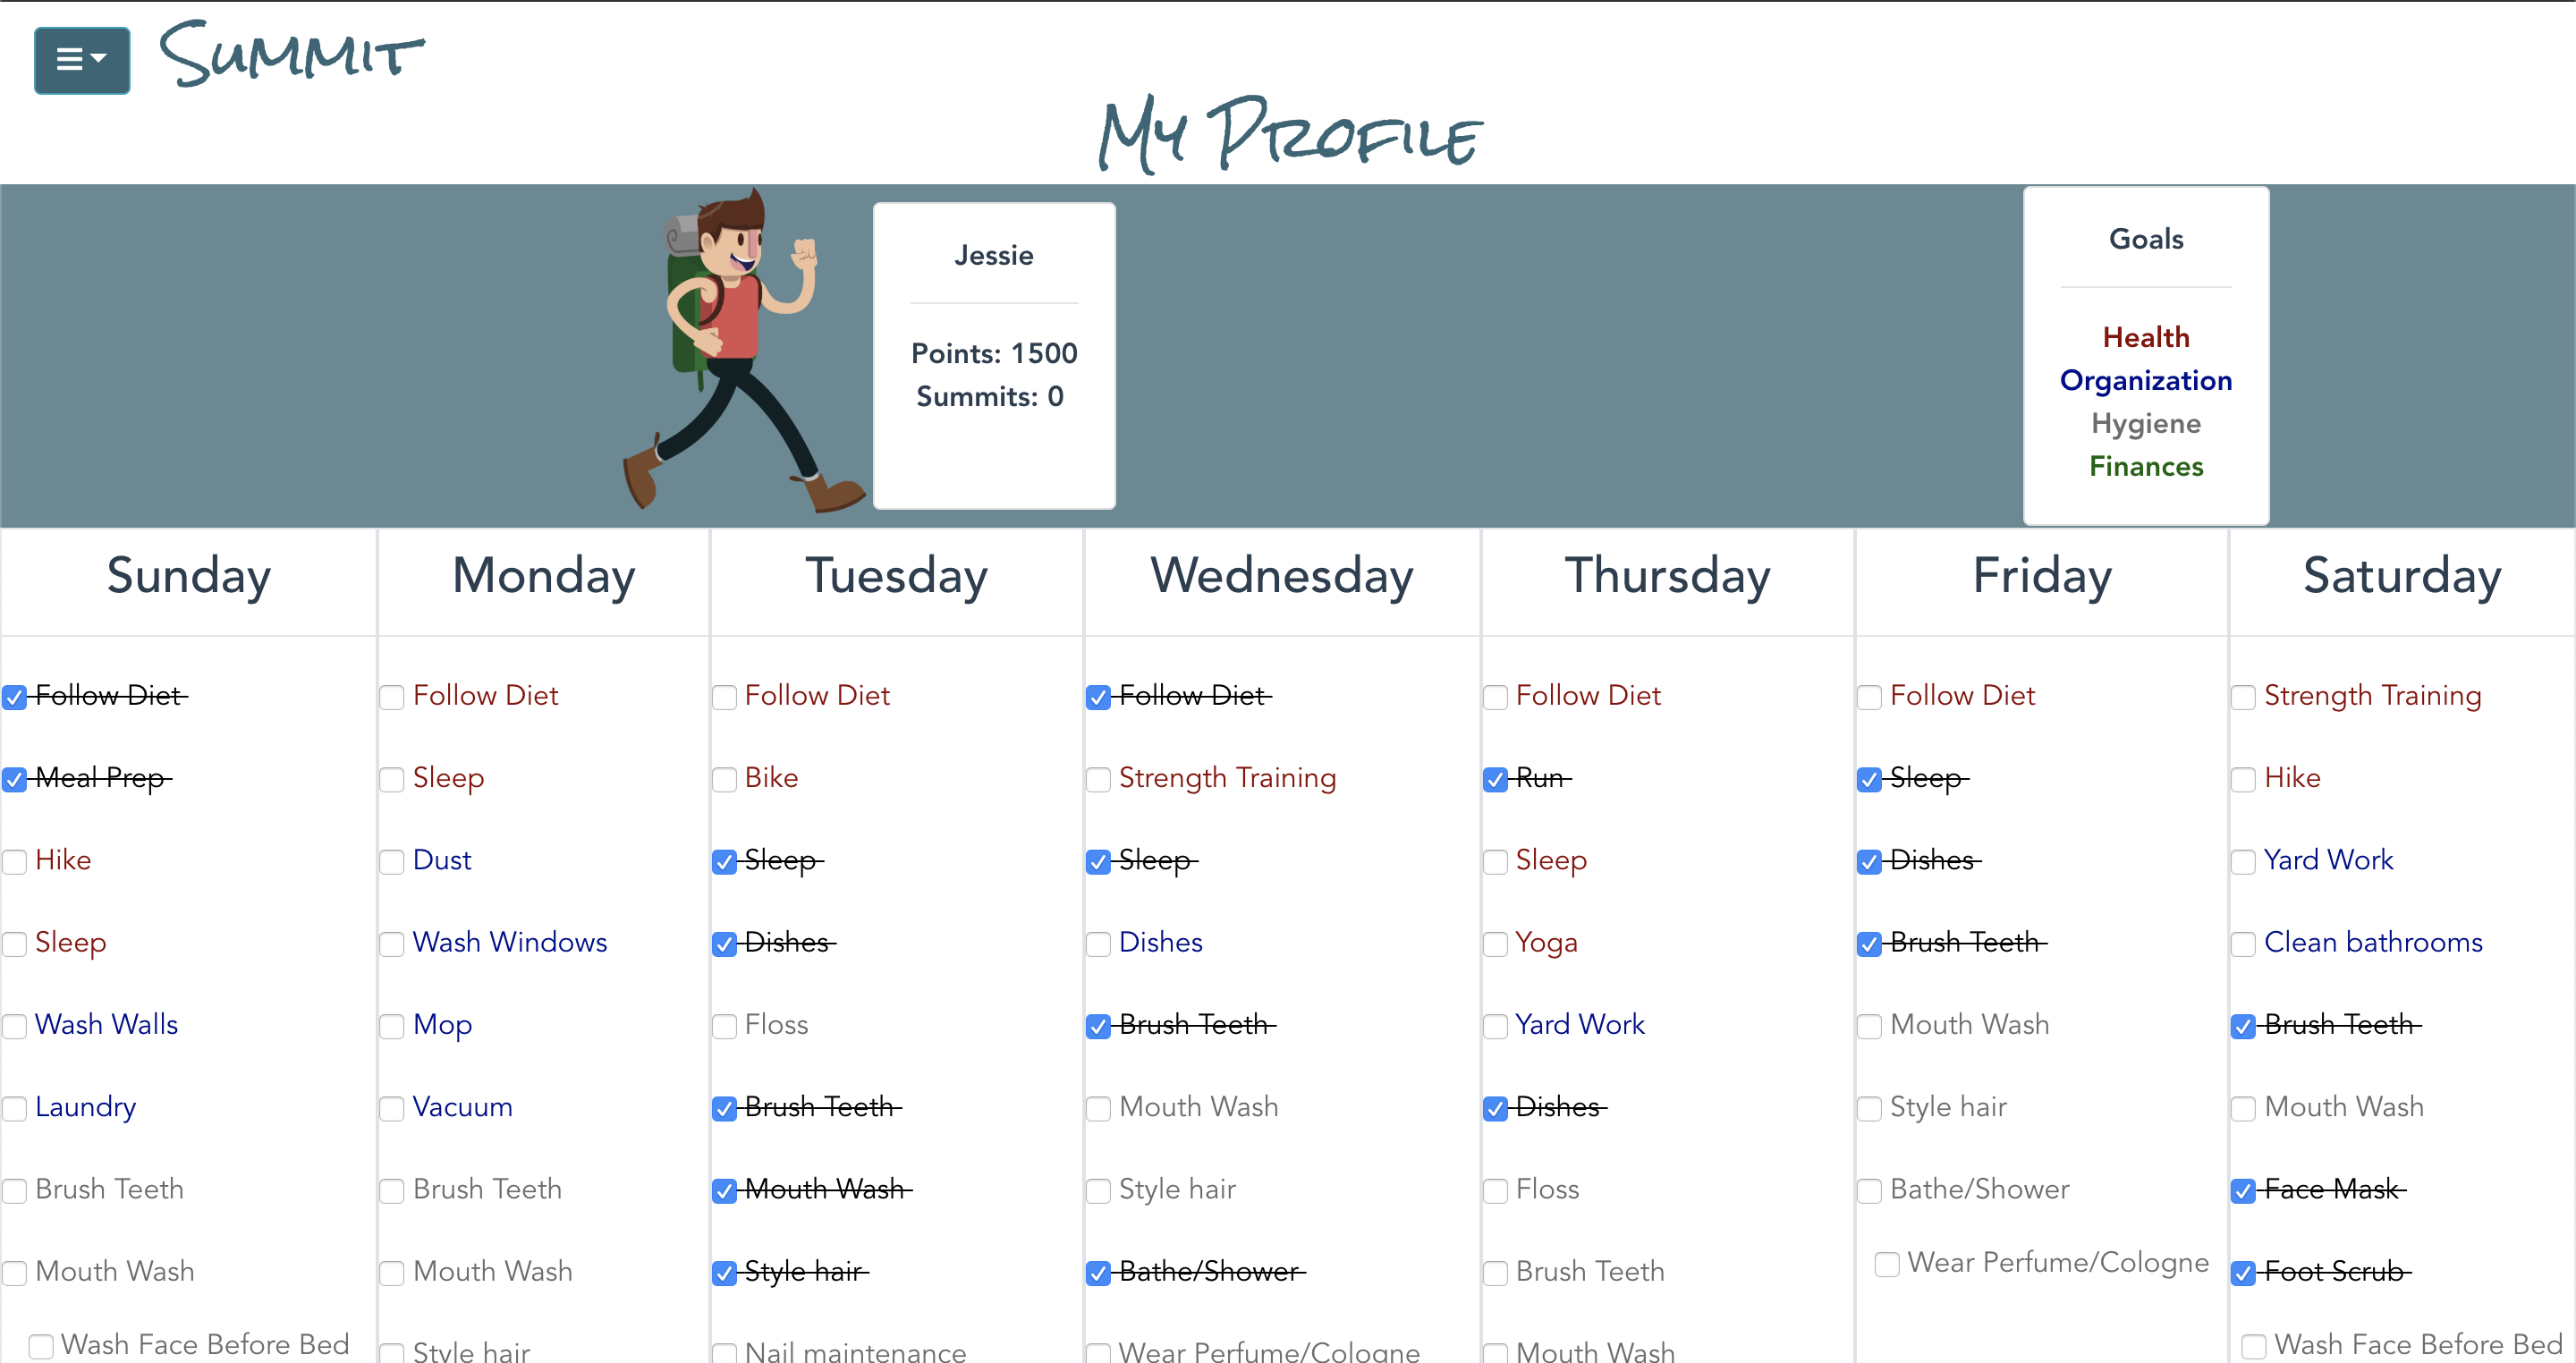 Summit
My Profile
Jessie
Points: 1500
Summits: 0
Goals
Health
Organization
Hygiene
Finances
Sunday
Follow Diet
Meal Prep
Hike
Sleep
Wash Walls
Laundry
Brush Teeth
Mouth Wash
Wash Face Before Bed
Monday
Follow Diet
Sleep
Dust
Wash Windows
Mop
Vacuum
Brush Teeth
Mouth Wash
Style hair
Tuesday
Follow Diet
Bike
Sleep
Dishes
Floss
Brush Teeth
Mouth Wash
Style hair
Nail maintenance
Wednesday
Follow Diet
Strength Training
Sleep
Dishes
Brush Teeth
Mouth Wash
Style hair
Bathe/Shower
Wear Perfume/Cologne
Thursday
Follow Diet
Run
Sleep
Yoga
Yard Work
Dishes
Floss
Brush Teeth
Mouth Wash
Friday
Follow Diet
Sleep
Dishes
Brush Teeth
Mouth Wash
Style hair
Bathe/Shower
Wear Perfume/Cologne
Saturday
Strength Training
Hike
Yard Work
Clean bathrooms
Brush Teeth
Mouth Wash
Face Mask
Foot Scrub
Wash Face Before Bed